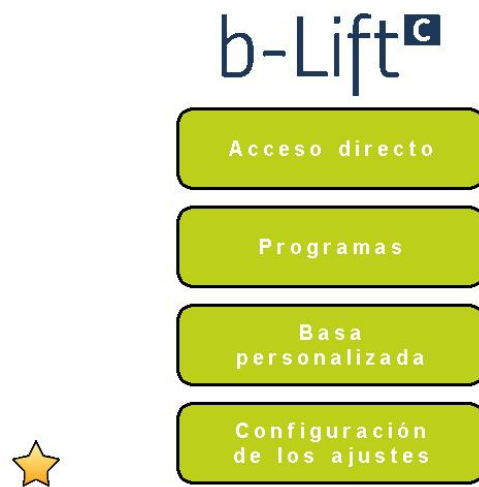 b-Lift C
Acceso directo
Programas
Basa
personalizada
Configuración
de los ajustes